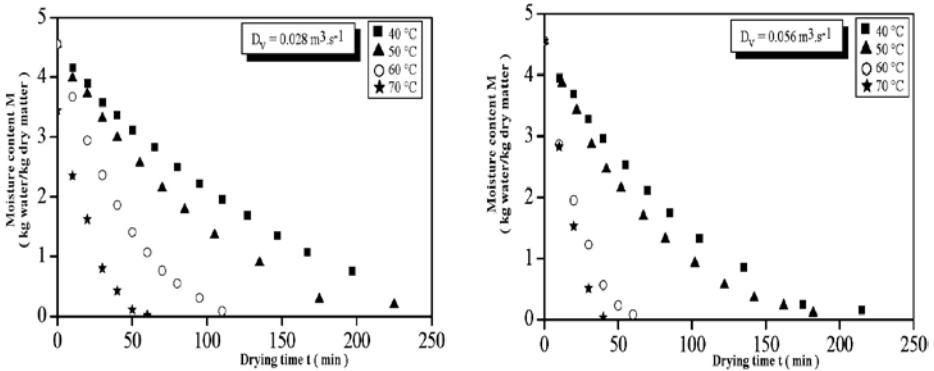 Moisture content M
( kg water/kg dry matter )
5
4
3
2
1
0
D_V = 0.028 m³.s-¹
40 °C
50 °C
60 °C
70 °C
0
50
100
150
200
250
Drying time t ( min )
Moisture content M
( kg water/kg dry matter )
5
4
3
2
1
0
D_V = 0.056 m³.s-¹
40 °C
50 °C
60 °C
70 °C
0
50
100
150
200
250
Drying time t ( min )